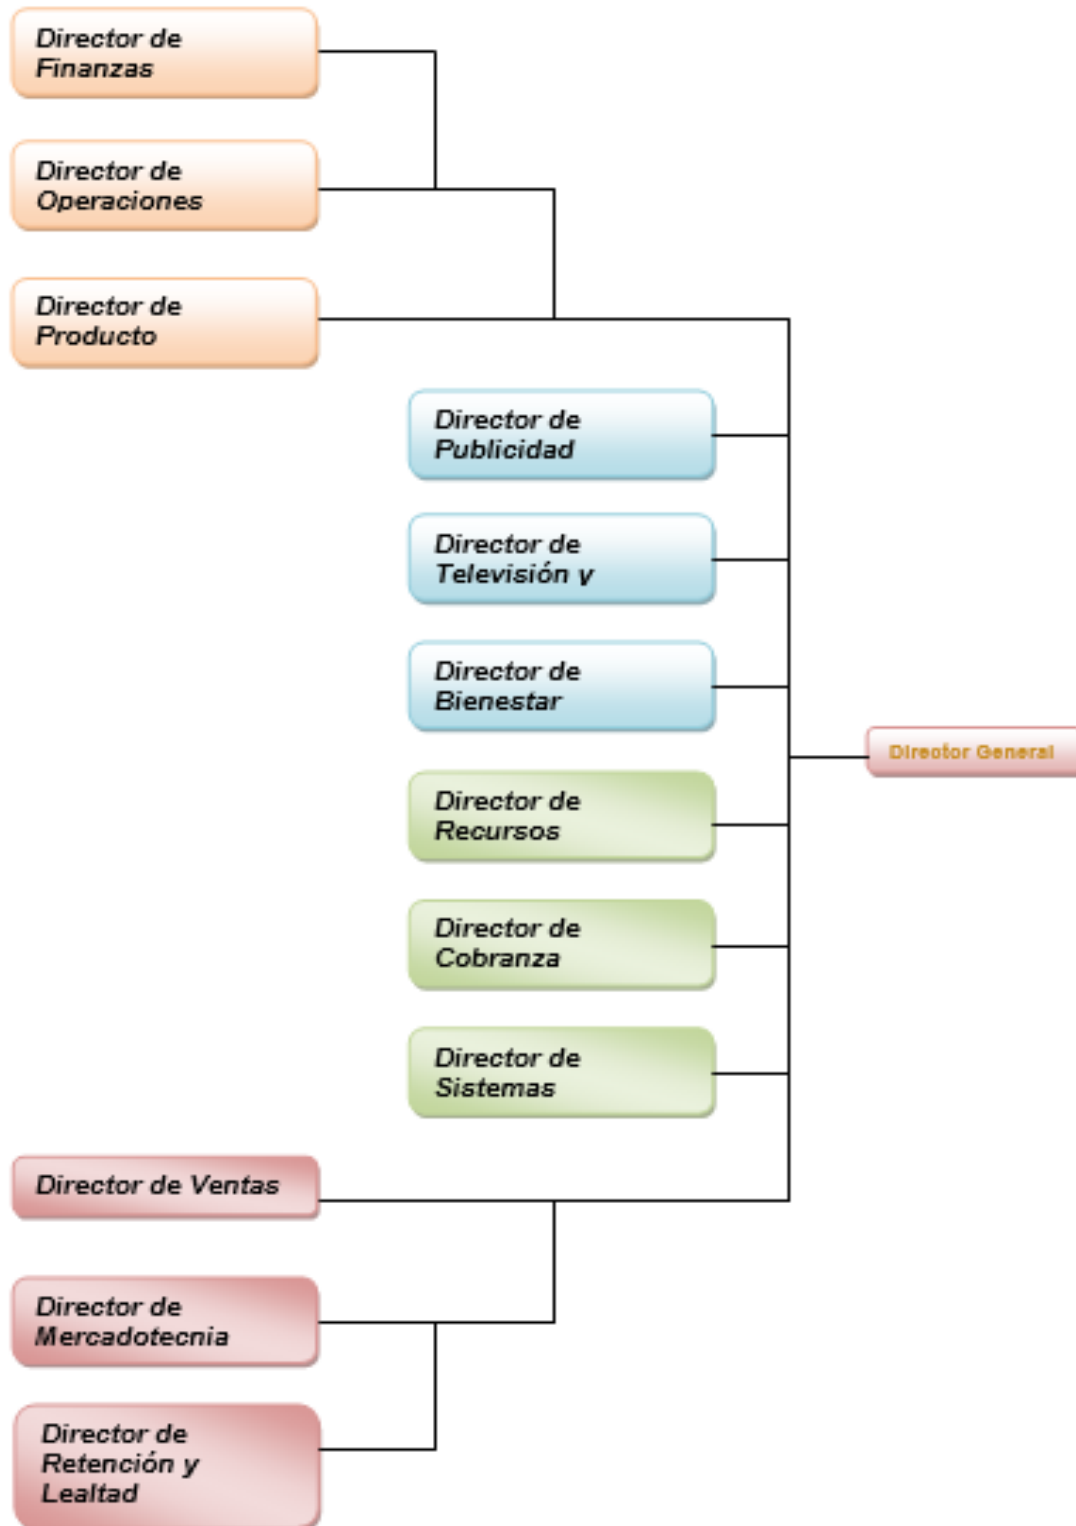 Director de
Finanzas
Director de
Operaciones
Director de
Producto
Director de
Publicidad
Director de
Televisión y
Director de
Bienestar
Director General
Director de
Recursos
Director de
Cobranza
Director de
Sistemas
Director de Ventas
Director de
Mercadotecnia
Director de
Retención y
Lealtad